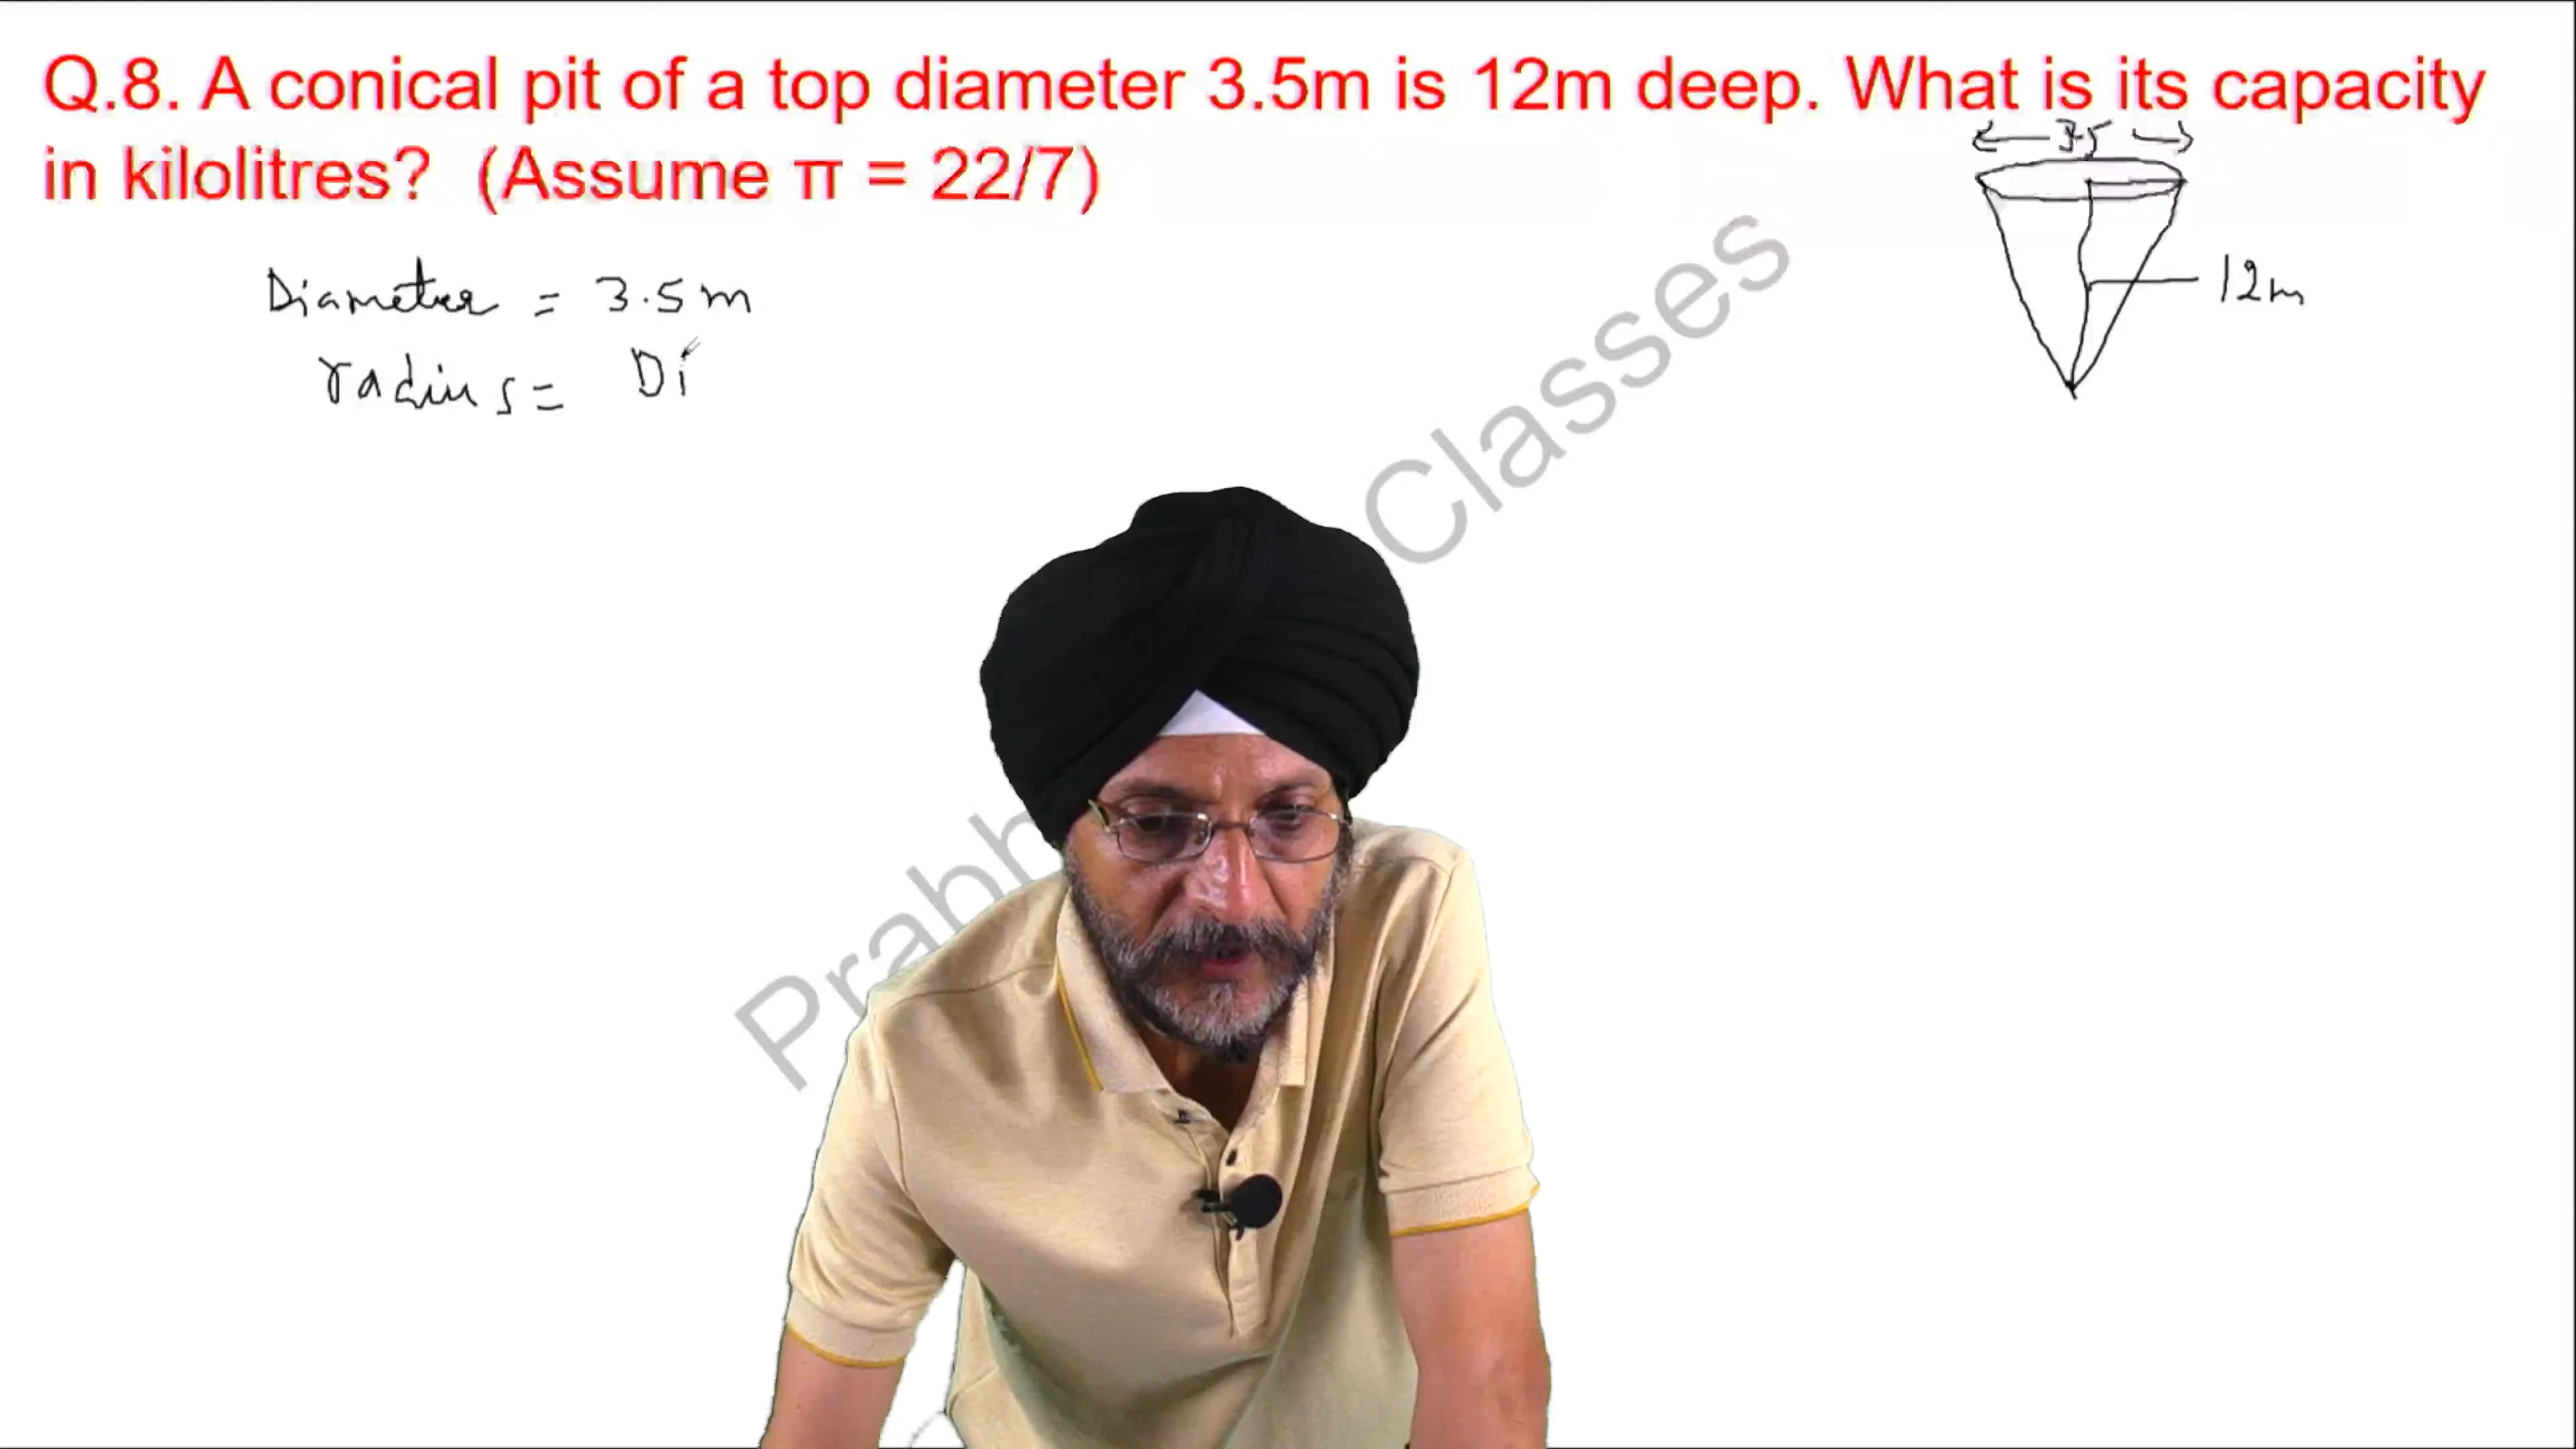 Q.8. A conical pit of a top diameter 3.5m is 12m deep. What is its capacity
in kilolitres? (Assume π = 22/7)
3.5
12m
Diameter = 3.5m
radius = Di
Prabh
Classes